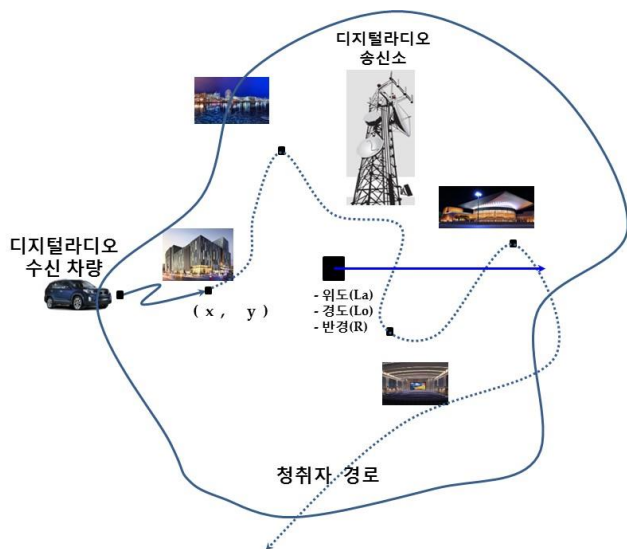 디지털라디오
송신소
디지털라디오
수신 차량
( x , y )
- 위도(La)
- 경도(Lo)
- 반경(R)
청취자 경로